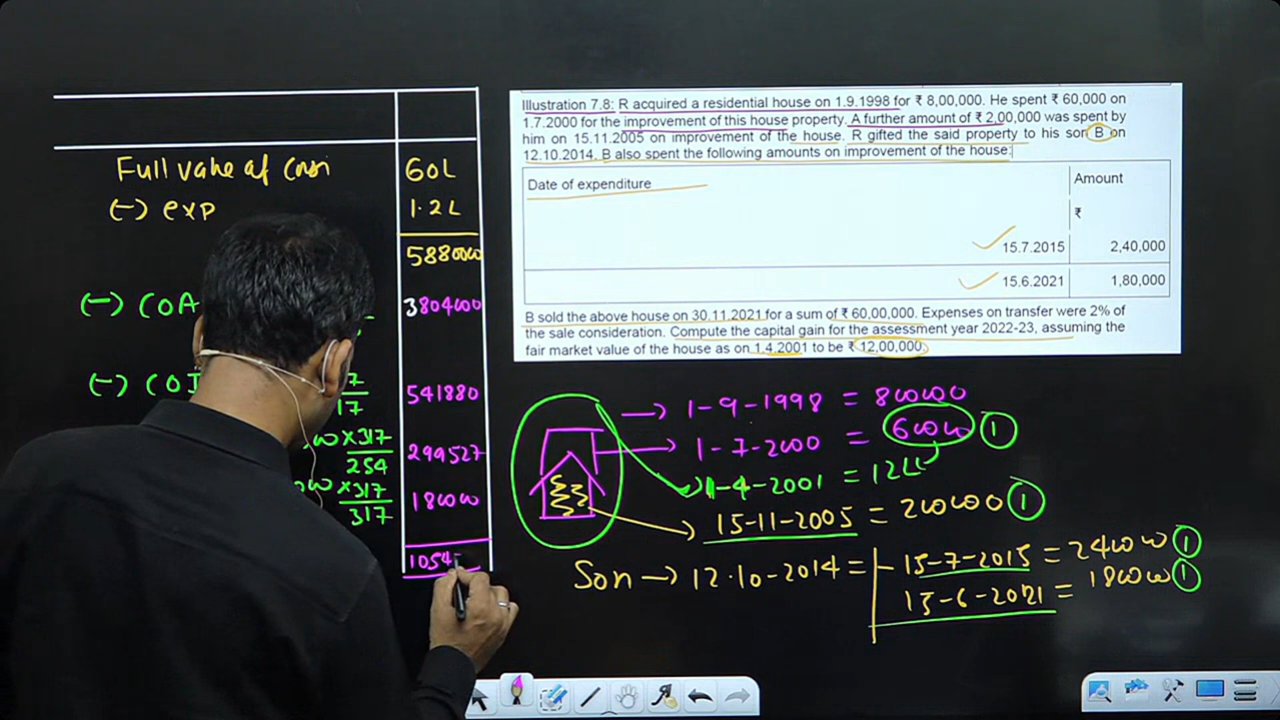 Illustration 7.8: R acquired a residential house on 1.9.1998 for ₹ 8,00,000. He spent ₹ 60,000 on
1.7.2000 for the improvement of this house property. A further amount of ₹ 2,00,000 was spent by
him on 15.11.2005 on improvement of the house. R gifted the said property to his son B on
12.10.2014. B also spent the following amounts on improvement of the house:
Date of expenditure
Amount
₹
15.7.2015 2,40,000
15.6.2021 1,80,000
B sold the above house on 30.11.2021 for a sum of ₹ 60,00,000. Expenses on transfer were 2% of
the sale consideration. Compute the capital gain for the assessment year 2022-23, assuming the
fair market value of the house as on 1.4.2001 to be ₹ 12,00,000.
Full value of Consi 60L
(-) exp 1.2L
5880000
(-) COA 3804000
(-) COI 541880
×317
254 299527
×317
317 180000
1054
→ 1-9-1998 = 800000
→ 1-7-2000 = 60000 ①
→ 1-4-2001 = 12L
→ 15-11-2005 = 200000 ①
Son → 12.10-2014 =
15-7-2015 = 240000 ①
15-6-2021 = 180000 ①